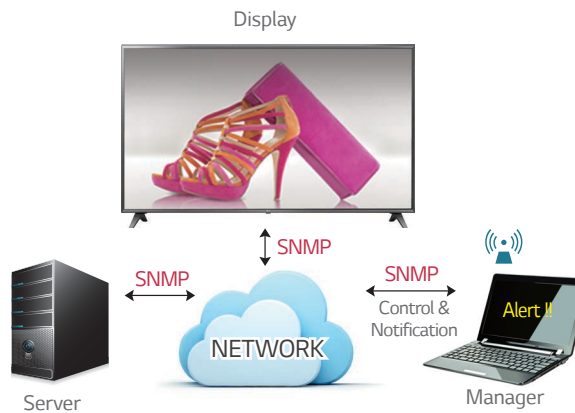 Display
SNMP
SNMP
SNMP
Control &
Notification
Alert !!
NETWORK
Server
Manager